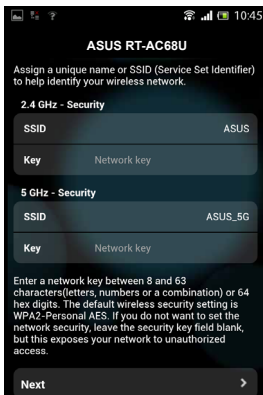 10:45
ASUS RT-AC68U
Assign a unique name or SSID (Service Set Identifier)
to help identify your wireless network.
2.4 GHz - Security
SSID ASUS
Key Network key
5 GHz - Security
SSID ASUS_5G
Key Network key
Enter a network key between 8 and 63
characters(letters, numbers or a combination) or 64
hex digits. The default wireless security setting is
WPA2-Personal AES. If you do not want to set the
network security, leave the security key field blank,
but this exposes your network to unauthorized
access.
Next